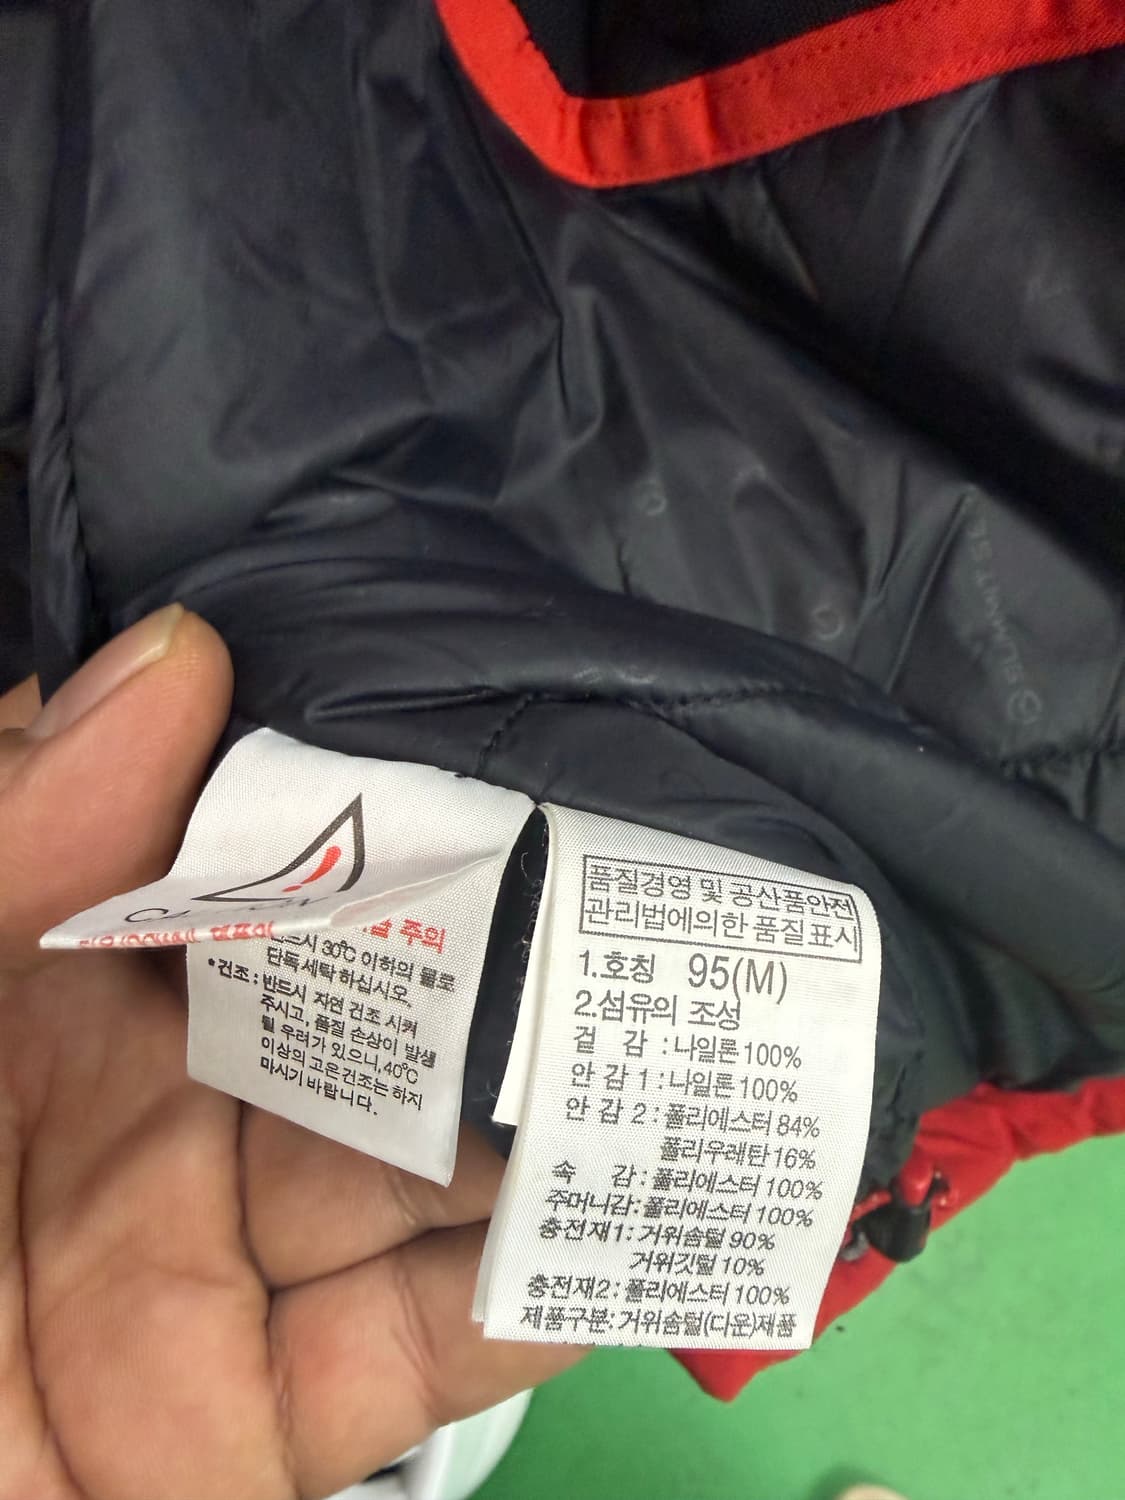 주의
반드시 30℃ 이하의 물로
단독세탁 하십시오.
•건조 : 반드시 자연 건조 시켜
주시고, 품질 손상이 발생
될 우려가 있으니, 40℃
이상의 고온건조는 하지
마시기 바랍니다.
품질경영 및 공산품안전
관리법에의한 품질표시
1.호칭 95(M)
2.섬유의 조성
겉 감 : 나일론 100%
안 감 1 : 나일론 100%
안 감 2 : 폴리에스터 84%
폴리우레탄 16%
속 감 : 폴리에스터 100%
주머니감: 폴리에스터 100%
충전재1: 거위솜털 90%
거위깃털 10%
충전재2: 폴리에스터 100%
제품구분: 거위솜털(다운)제품